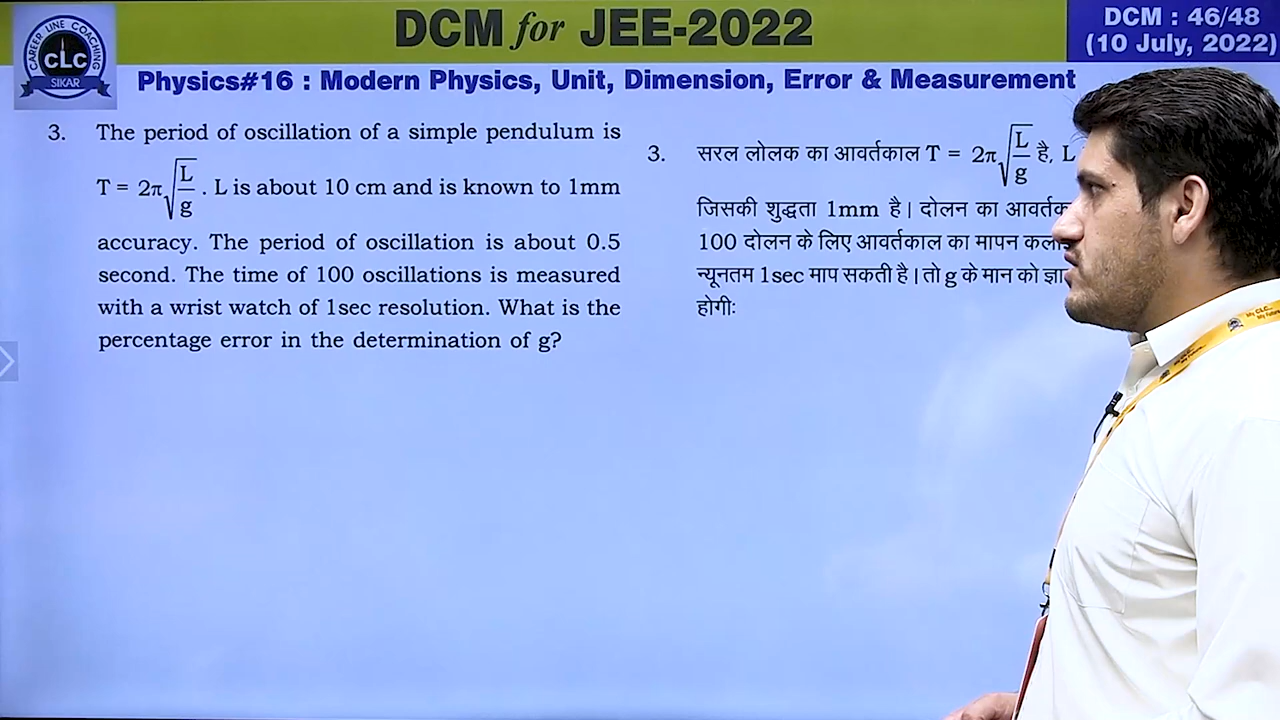 DCM for JEE-2022
DCM : 46/48
(10 July, 2022)
CAREER LINE COACHING
CLC
SIKAR
Physics#16 : Modern Physics, Unit, Dimension, Error & Measurement
3. The period of oscillation of a simple pendulum is
T = 2π√(L/g) . L is about 10 cm and is known to 1mm
accuracy. The period of oscillation is about 0.5
second. The time of 100 oscillations is measured
with a wrist watch of 1sec resolution. What is the
percentage error in the determination of g?
3. सरल लोलक का आवर्तकाल T = 2π√(L/g) है, L
जिसकी शुद्धता 1mm है। दोलन का
100 दोलन के लिए आवर्तकाल का मापन
न्यूनतम 1sec माप सकती है। तो g के मान को
होगीः
My CLC..